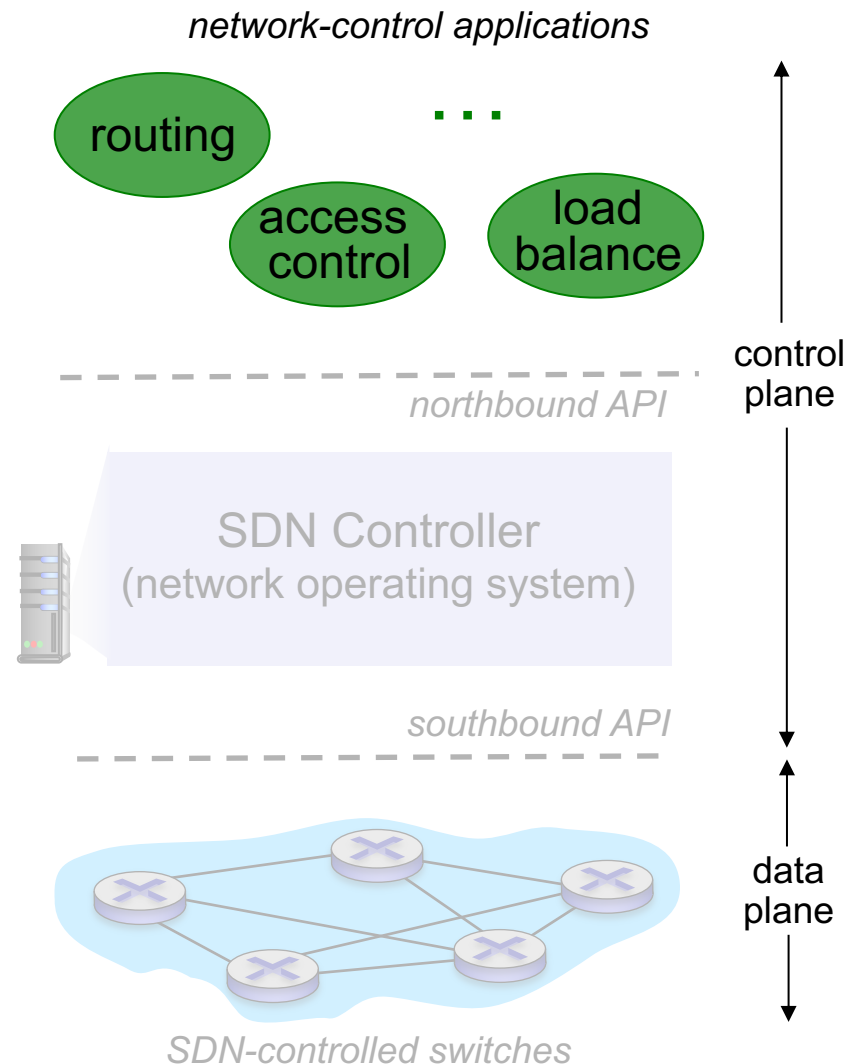 network-control applications
routing
...
access
control
load
balance
control
plane
northbound API
SDN Controller
(network operating system)
southbound API
data
plane
SDN-controlled switches